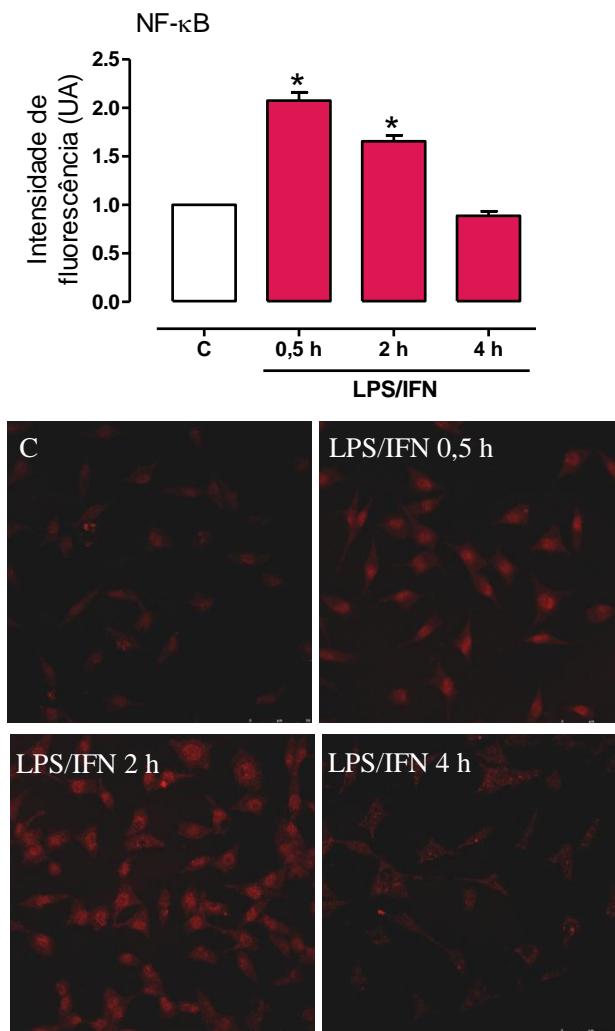 NF-κB
Intensidade de
fluorescência (UA)
2.5
2.0
1.5
1.0
0.5
0.0
*
*
C
0,5 h
2 h
4 h
LPS/IFN
C
LPS/IFN 0,5 h
LPS/IFN 2 h
LPS/IFN 4 h